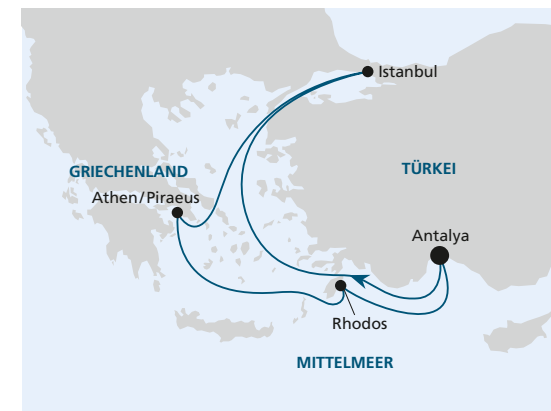 Istanbul
GRIECHENLAND
TÜRKEI
Athen/Piraeus
Antalya
Rhodos
MITTELMEER